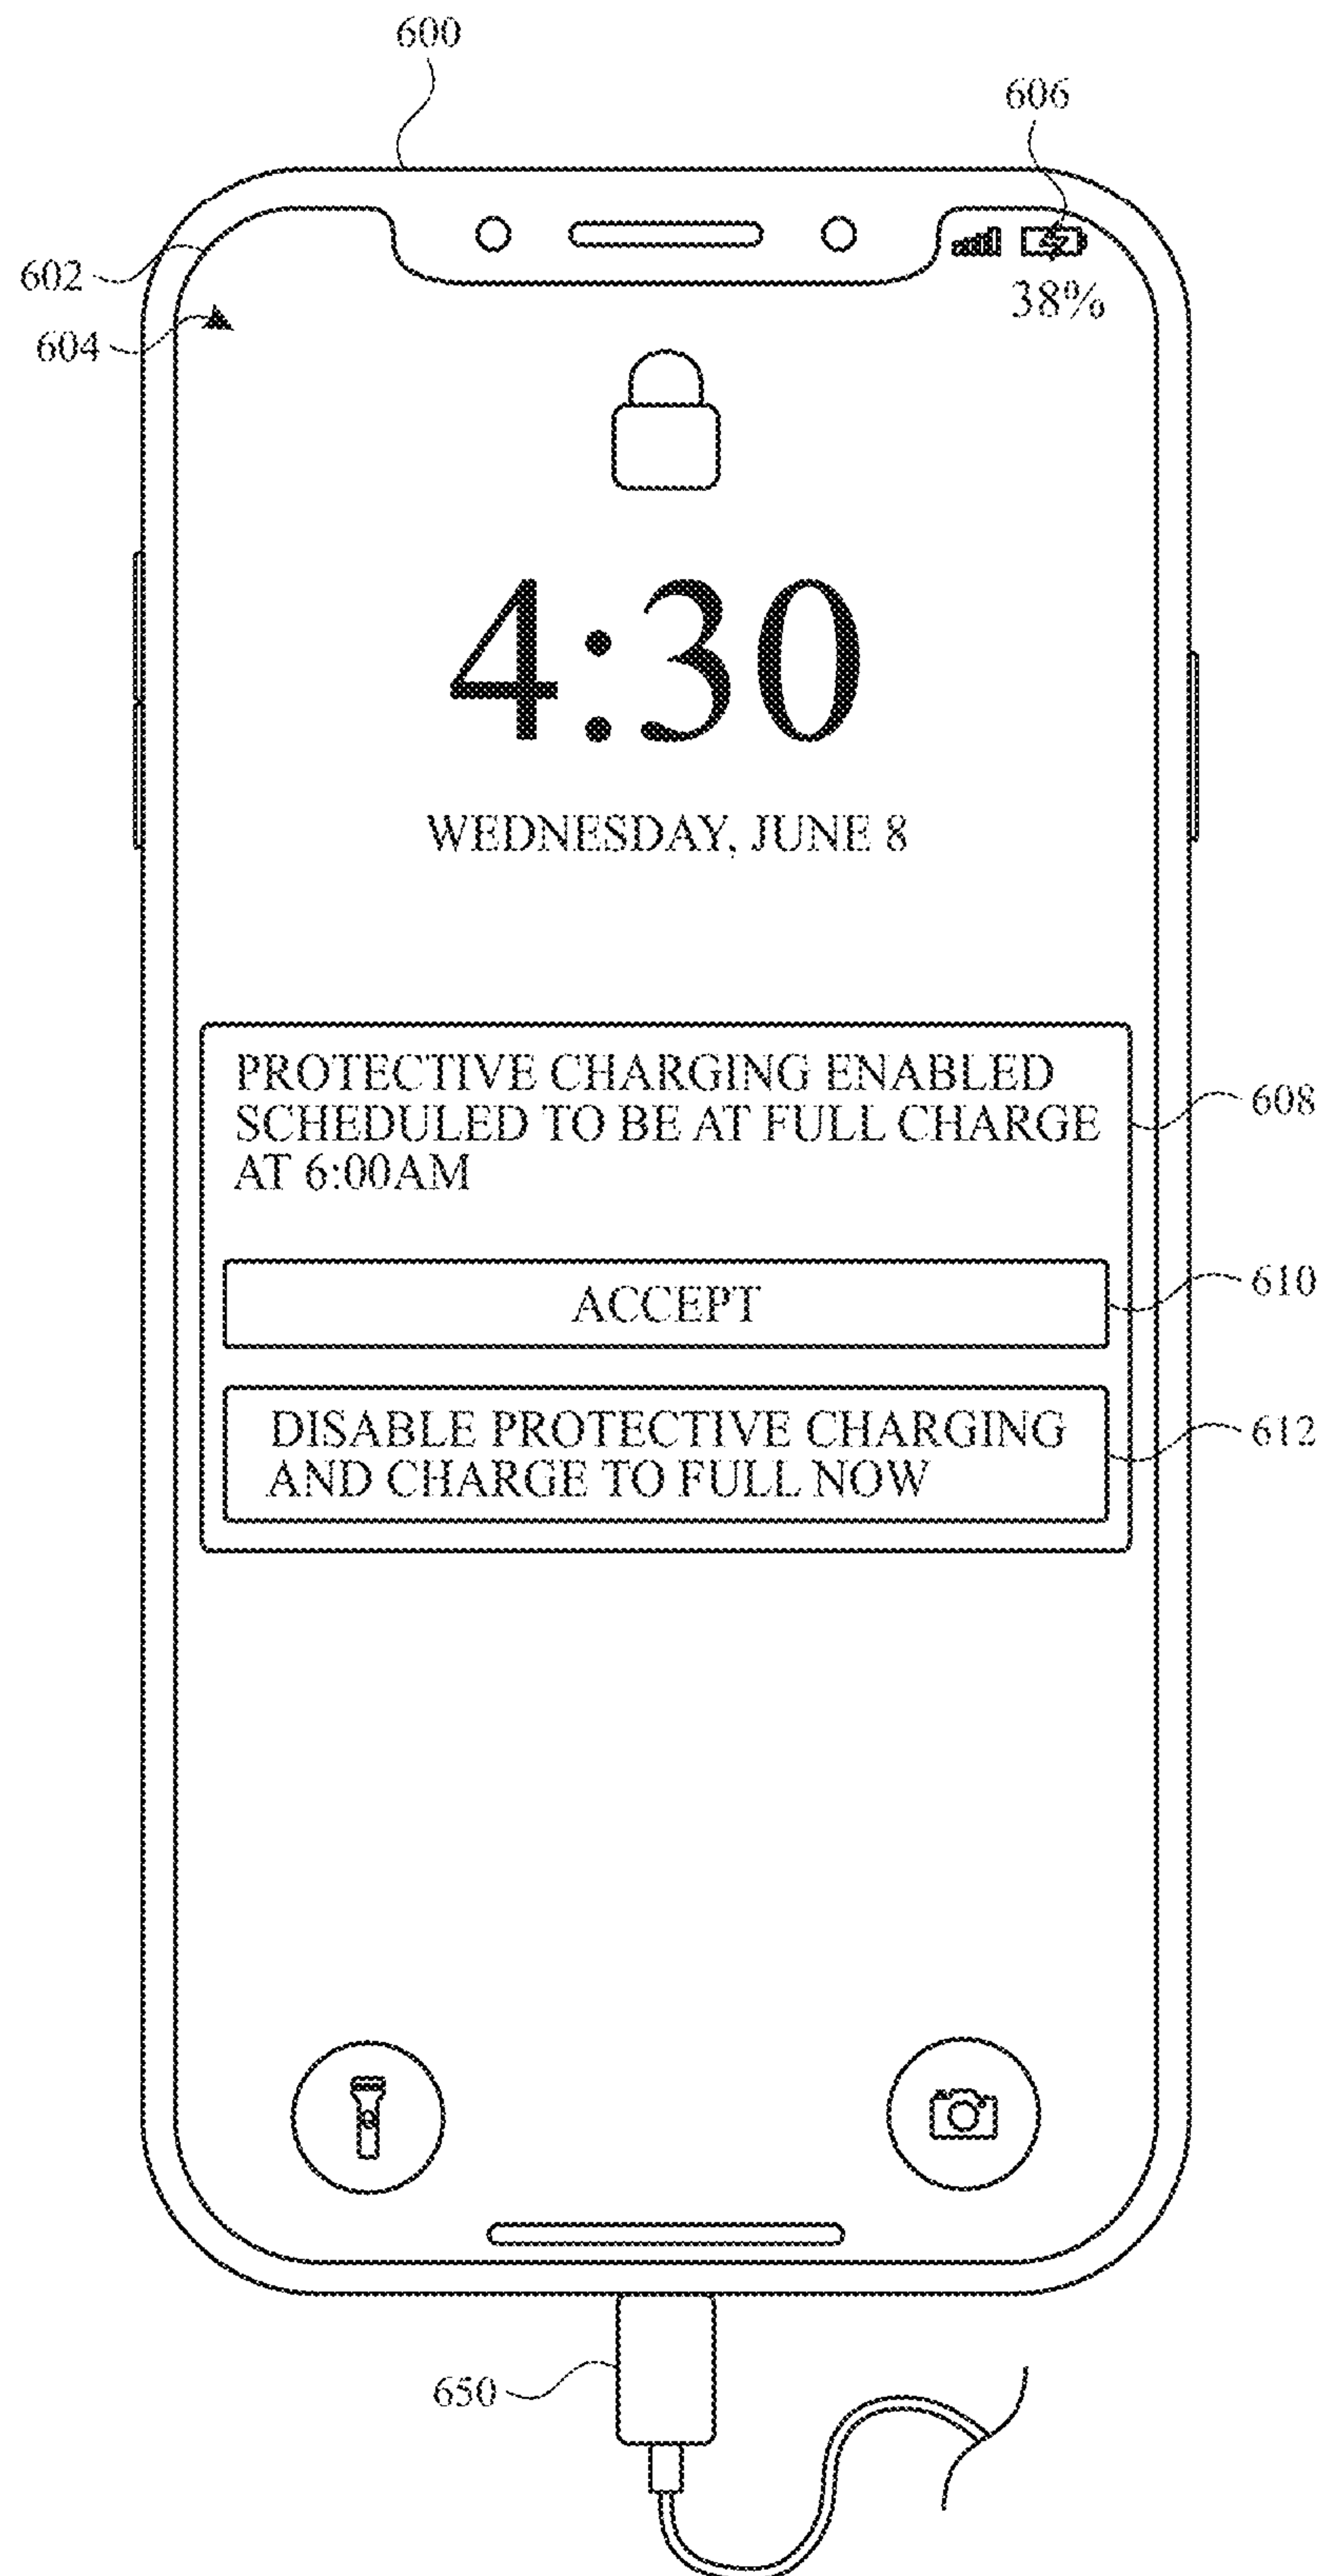 600
606
602
38%
604
4:30
WEDNESDAY, JUNE 8
PROTECTIVE CHARGING ENABLED
SCHEDULED TO BE AT FULL CHARGE
AT 6:00AM
608
ACCEPT
610
DISABLE PROTECTIVE CHARGING
AND CHARGE TO FULL NOW
612
650